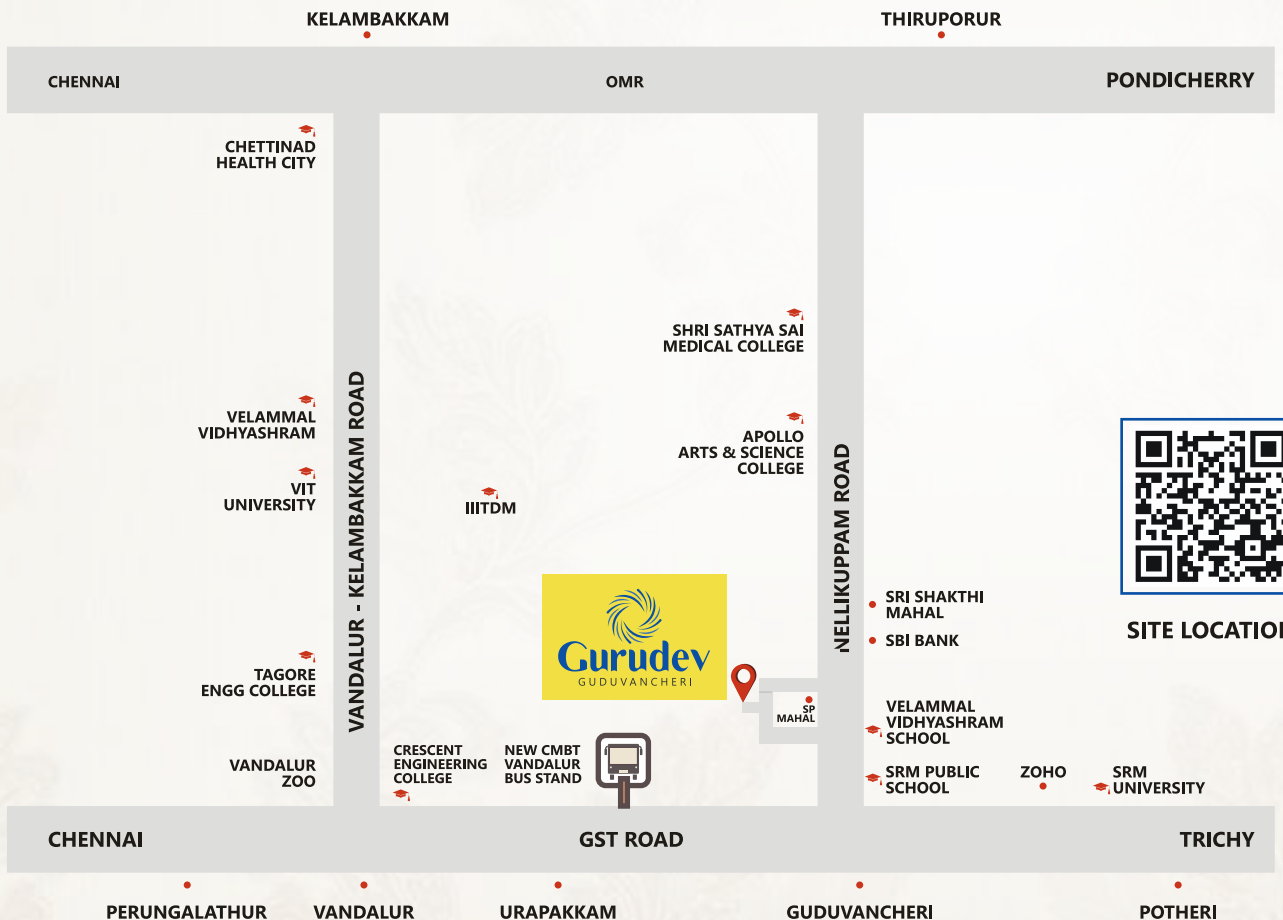 KELAMBAKKAM
THIRUPORUR
CHENNAI
OMR
PONDICHERRY
CHETTINAD
HEALTH CITY
SHRI SATHYA SAI
MEDICAL COLLEGE
VELAMMAL
VIDHYASHRAM
APOLLO
ARTS & SCIENCE
COLLEGE
VIT
UNIVERSITY
IIITDM
VANDALUR - KELAMBAKKAM ROAD
NELLIKUPPAM ROAD
SRI SHAKTHI
MAHAL
SBI BANK
SITE LOCATION
Gurudev
GUDUVANCHERI
TAGORE
ENGG COLLEGE
SP
MAHAL
VELAMMAL
VIDHYASHRAM
SCHOOL
VANDALUR
ZOO
CRESCENT
ENGINEERING
COLLEGE
NEW CMBT
VANDALUR
BUS STAND
SRM PUBLIC
SCHOOL
ZOHO
SRM
UNIVERSITY
CHENNAI
GST ROAD
TRICHY
PERUNGALATHUR
VANDALUR
URAPAKKAM
GUDUVANCHERI
POTHERI